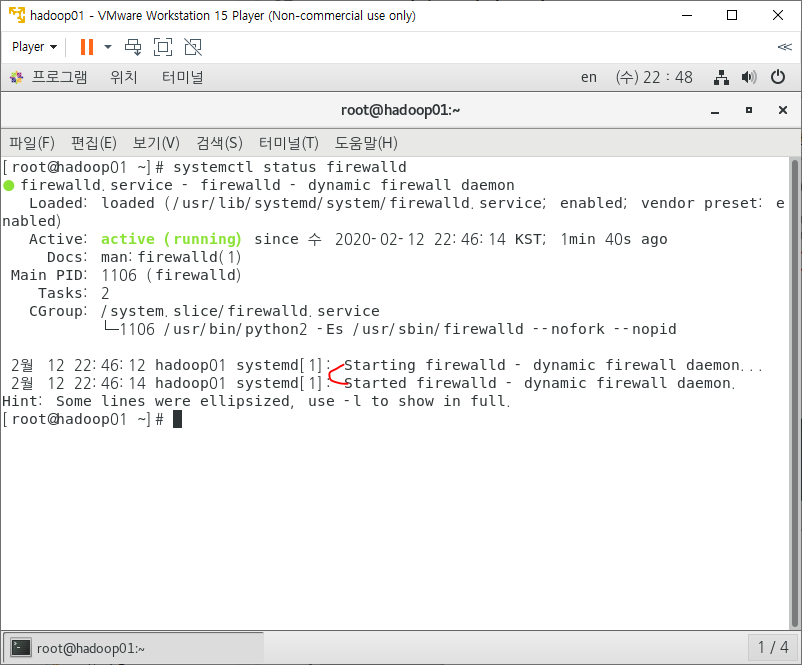 hadoop01 - VMware Workstation 15 Player (Non-commercial use only)
Player
프로그램 위치 터미널 en (수) 22 : 48
root@hadoop01:~
파일(F) 편집(E) 보기(V) 검색(S) 터미널(T) 도움말(H)
[root@hadoop01 ~]# systemctl status firewalld
● firewalld.service - firewalld - dynamic firewall daemon
Loaded: loaded (/usr/lib/systemd/system/firewalld.service; enabled; vendor preset: e
nabled)
Active: active (running) since 수 2020-02-12 22:46:14 KST; 1min 40s ago
Docs: man:firewalld(1)
Main PID: 1106 (firewalld)
Tasks: 2
CGroup: /system.slice/firewalld.service
└─1106 /usr/bin/python2 -Es /usr/sbin/firewalld --nofork --nopid
2월 12 22:46:12 hadoop01 systemd[1]: Starting firewalld - dynamic firewall daemon...
2월 12 22:46:14 hadoop01 systemd[1]: Started firewalld - dynamic firewall daemon.
Hint: Some lines were ellipsized, use -l to show in full.
[root@hadoop01 ~]#
root@hadoop01:~ 1 / 4